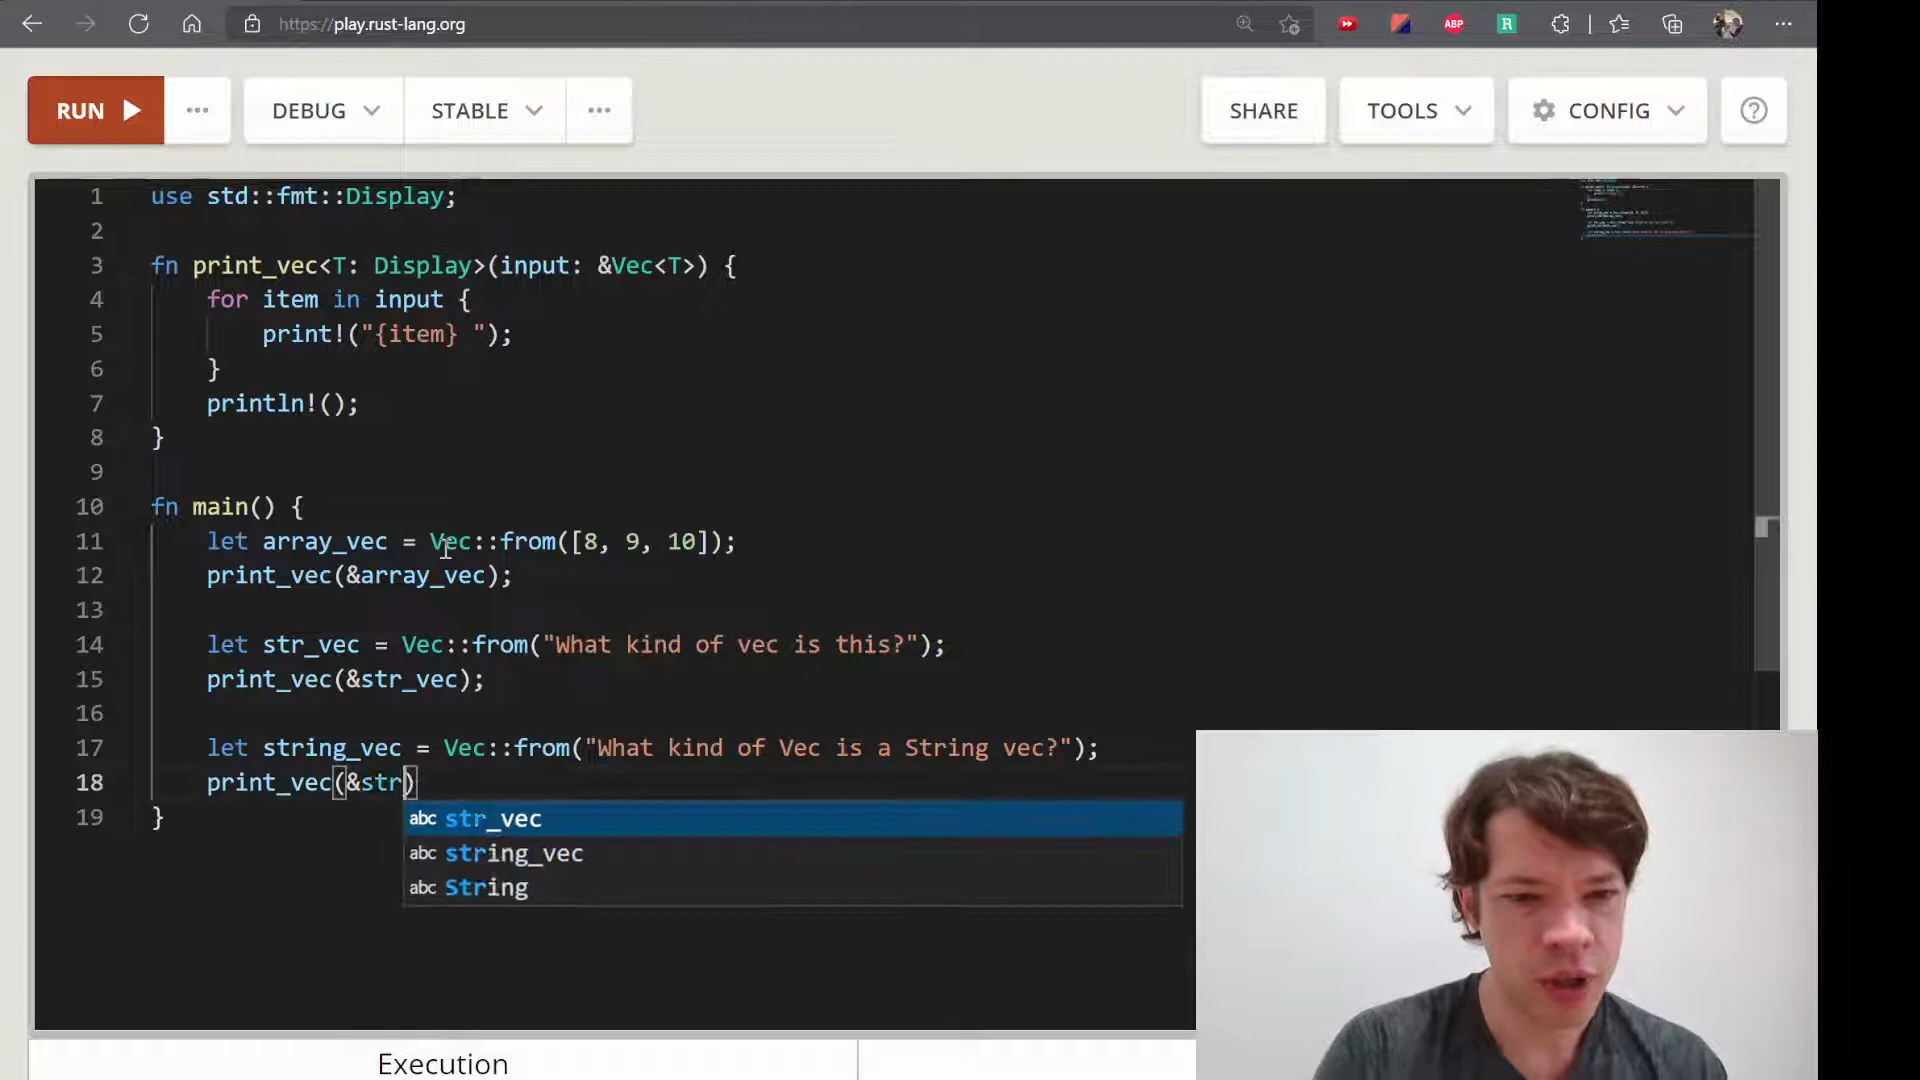 https://play.rust-lang.org
ABP
R
RUN
DEBUG
STABLE
SHARE
TOOLS
CONFIG
1 use std::fmt::Display;
2
3 fn print_vec<T: Display>(input: &Vec<T>) {
4 for item in input {
5 print!("{item} ");
6 }
7 println!();
8 }
9
10 fn main() {
11 let array_vec = Vec::from([8, 9, 10]);
12 print_vec(&array_vec);
13
14 let str_vec = Vec::from("What kind of vec is this?");
15 print_vec(&str_vec);
16
17 let string_vec = Vec::from("What kind of Vec is a String vec?");
18 print_vec(&str)
19 }
abc str_vec
abc string_vec
abc String
Execution